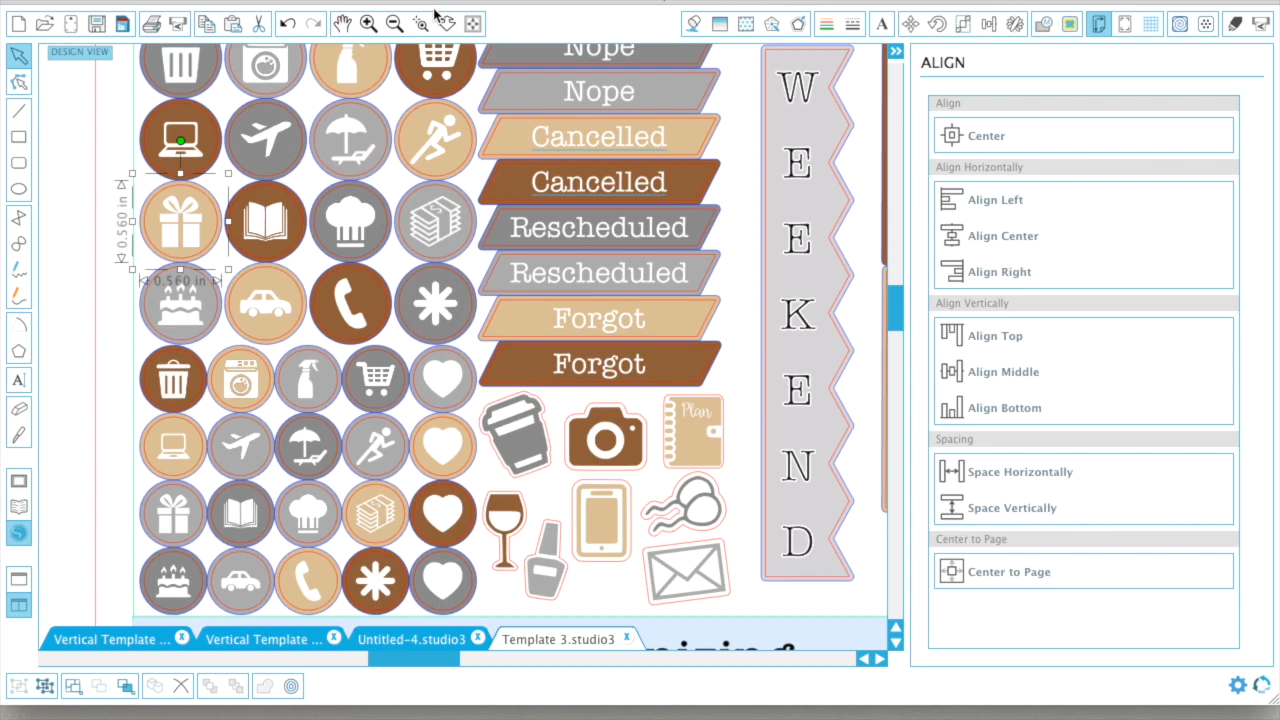 DESIGN VIEW
Nope
Nope
Cancelled
Cancelled
Rescheduled
Rescheduled
Forgot
Forgot
Plan
W
E
E
K
E
N
D
0.560 in
0.560 in
Vertical Template ...
Vertical Template ...
Untitled-4.studio3
Template 3.studio3
ALIGN
Align
Center
Align Horizontally
Align Left
Align Center
Align Right
Align Vertically
Align Top
Align Middle
Align Bottom
Spacing
Space Horizontally
Space Vertically
Center to Page
Center to Page